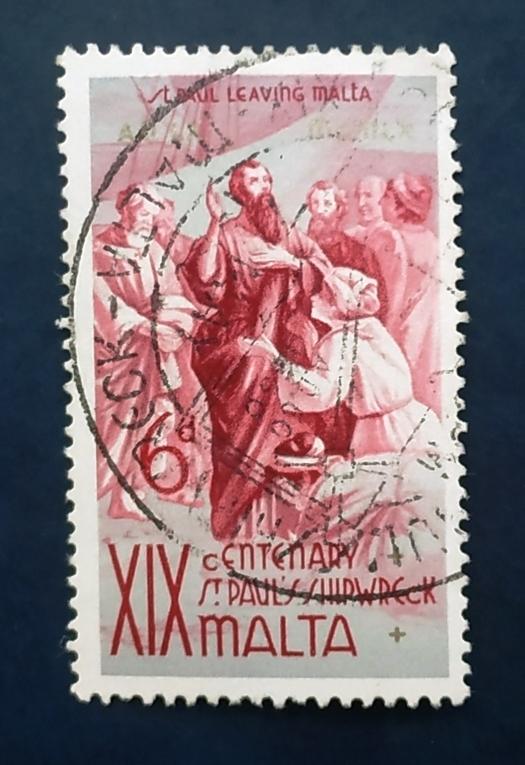 ST. PAUL LEAVING MALTA
6d
XIX CENTENARY
ST. PAUL'S SHIPWRECK
MALTA